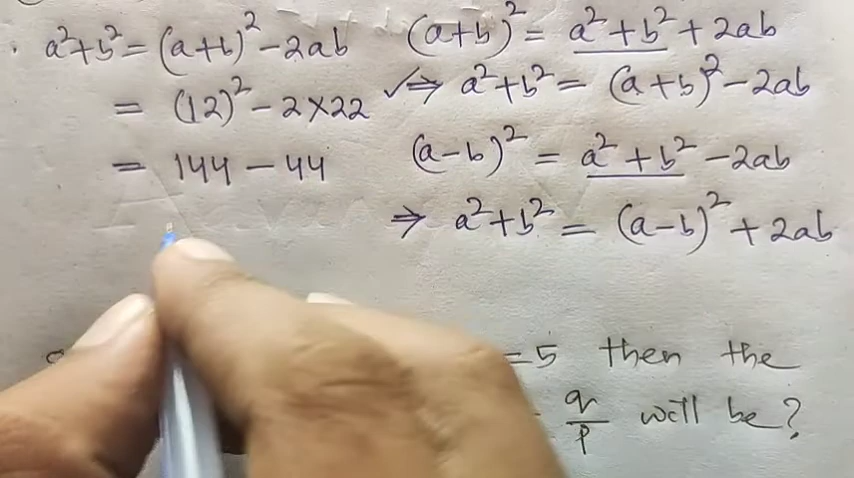 a²+b² = (a+b)² − 2ab
= (12)² − 2×22
= 144 − 44
(a+b)² = a²+b² + 2ab
✓⇒ a²+b² = (a+b)² − 2ab
(a−b)² = a²+b² − 2ab
⇒ a²+b² = (a−b)² + 2ab
=5 then the
q/p will be?